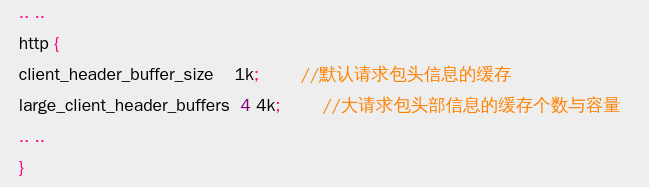 .. ..
http {
client_header_buffer_size    1k;        //默认请求包头信息的缓存
large_client_header_buffers  4 4k;        //大请求包头部信息的缓存个数与容量
.. ..
}